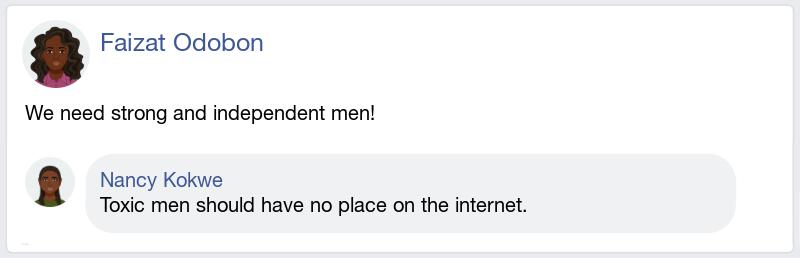 Faizat Odobon
We need strong and independent men!
Nancy Kokwe
Toxic men should have no place on the internet.